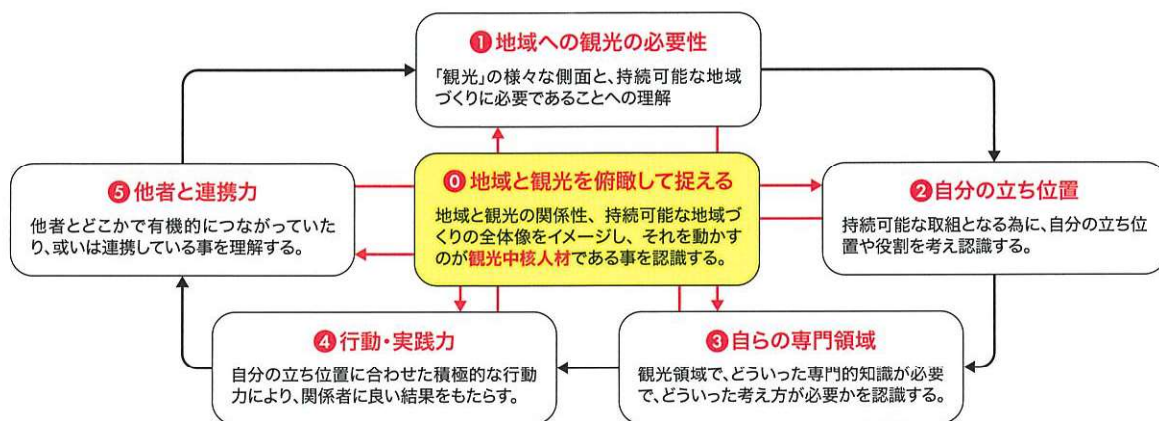 ❶地域への観光の必要性
「観光」の様々な側面と、持続可能な地域
づくりに必要であることへの理解
❺他者と連携力
他者とどこかで有機的につながっていた
り、或いは連携している事を理解する。
⓿地域と観光を俯瞰して捉える
地域と観光の関係性、持続可能な地域づ
くりの全体像をイメージし、それを動かす
のが観光中核人材である事を認識する。
❷自分の立ち位置
持続可能な取組となる為に、自分の立ち位
置や役割を考え認識する。
❹行動・実践力
自分の立ち位置に合わせた積極的な行動
力により、関係者に良い結果をもたらす。
❸自らの専門領域
観光領域で、どういった専門的知識が必要
で、どういった考え方が必要かを認識する。